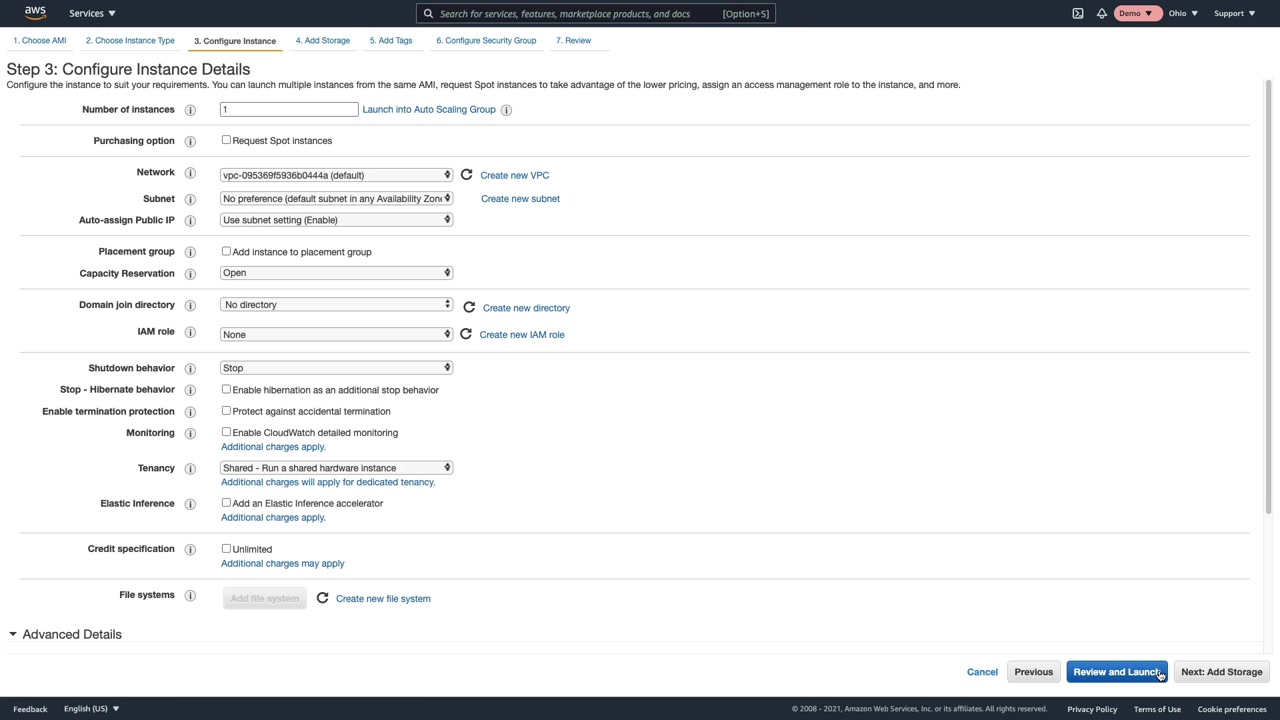 aws Services Search for services, features, marketplace products, and docs [Option+S] Demo Ohio Support
1. Choose AMI 2. Choose Instance Type 3. Configure Instance 4. Add Storage 5. Add Tags 6. Configure Security Group 7. Review
Step 3: Configure Instance Details
Configure the instance to suit your requirements. You can launch multiple instances from the same AMI, request Spot instances to take advantage of the lower pricing, assign an access management role to the instance, and more.
Number of instances 1 Launch into Auto Scaling Group
Purchasing option Request Spot instances
Network vpc-095369f5936b0444a (default) Create new VPC
Subnet No preference (default subnet in any Availability Zon Create new subnet
Auto-assign Public IP Use subnet setting (Enable)
Placement group Add instance to placement group
Capacity Reservation Open
Domain join directory No directory Create new directory
IAM role None Create new IAM role
Shutdown behavior Stop
Stop - Hibernate behavior Enable hibernation as an additional stop behavior
Enable termination protection Protect against accidental termination
Monitoring Enable CloudWatch detailed monitoring
Additional charges apply.
Tenancy Shared - Run a shared hardware instance
Additional charges will apply for dedicated tenancy.
Elastic Inference Add an Elastic Inference accelerator
Additional charges apply.
Credit specification Unlimited
Additional charges may apply
File systems Add file system Create new file system
Advanced Details
Cancel Previous Review and Launch Next: Add Storage
Feedback English (US) © 2008 - 2021, Amazon Web Services, Inc. or its affiliates. All rights reserved. Privacy Policy Terms of Use Cookie preferences